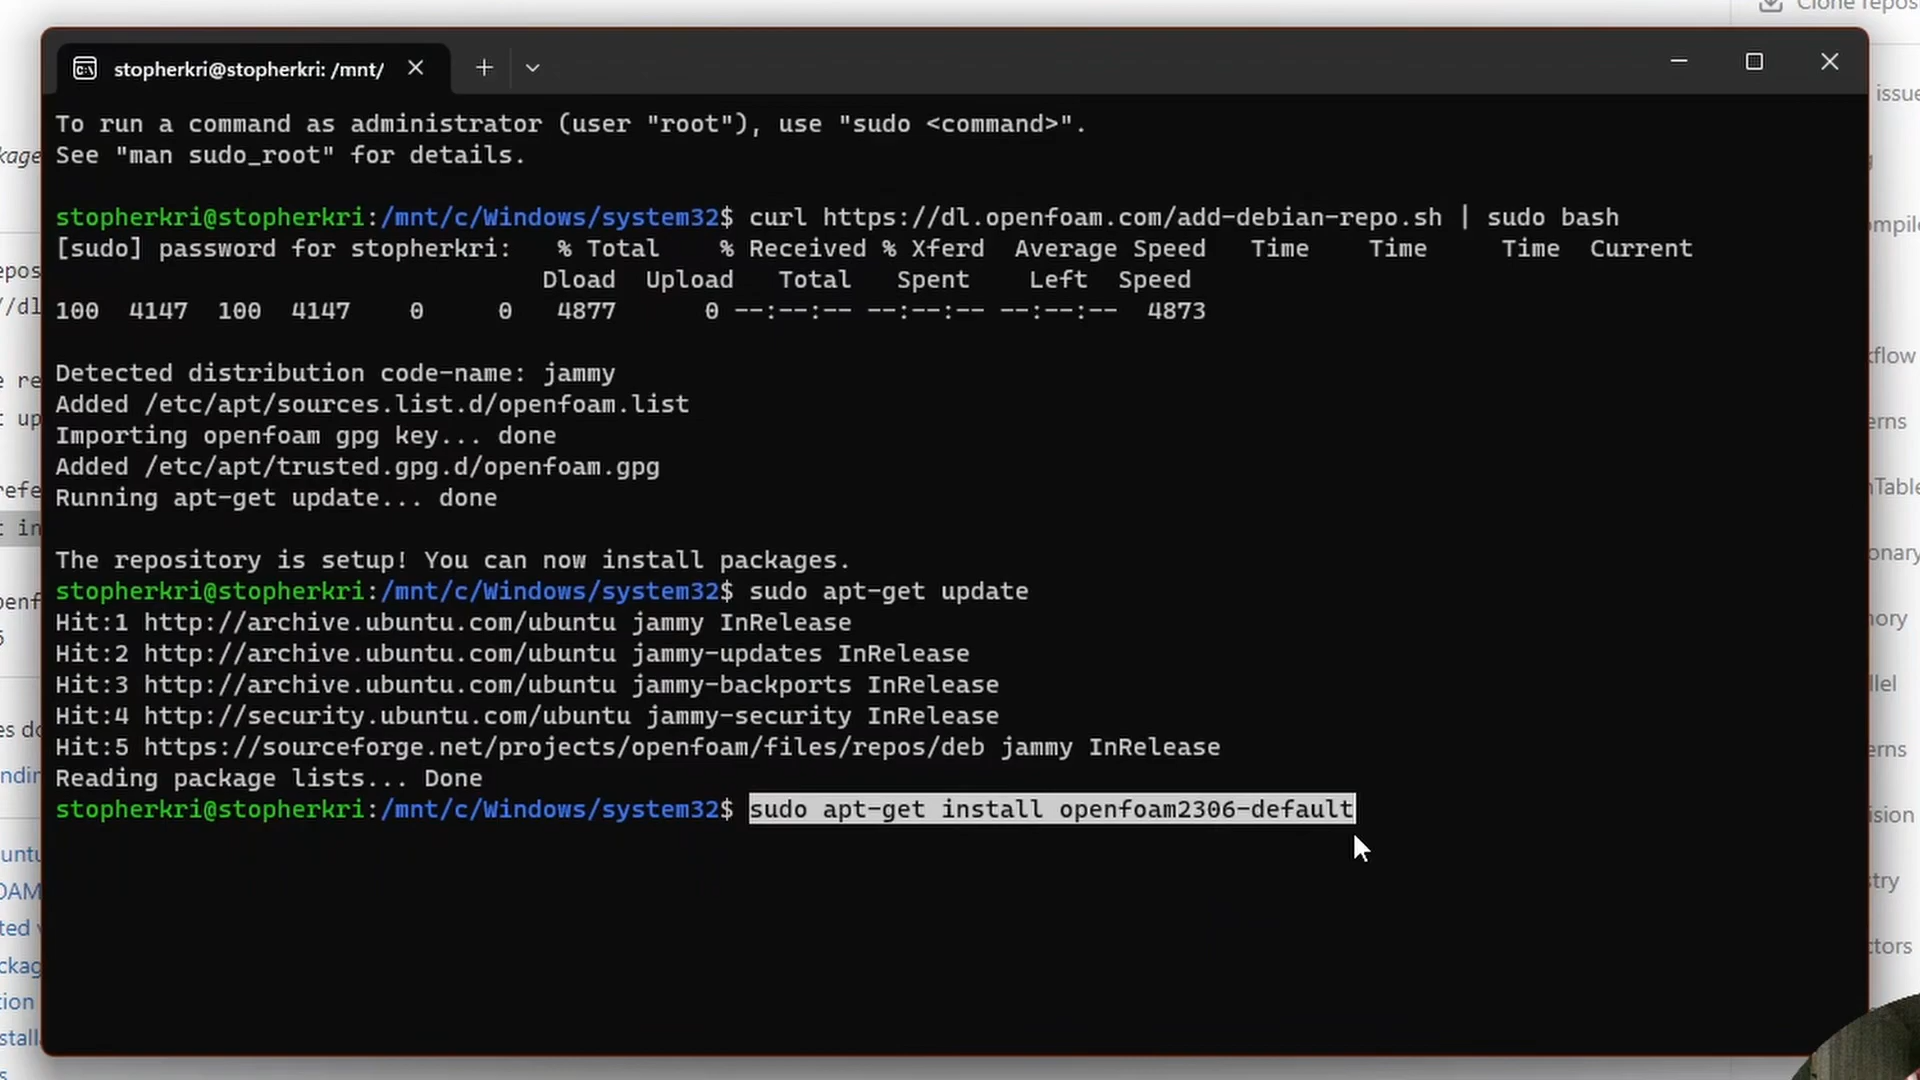 Clone repos
stopherkri@stopherkri: /mnt/
To run a command as administrator (user "root"), use "sudo <command>".
See "man sudo_root" for details.
stopherkri@stopherkri:/mnt/c/Windows/system32$ curl https://dl.openfoam.com/add-debian-repo.sh | sudo bash
[sudo] password for stopherkri:   % Total    % Received % Xferd  Average Speed   Time    Time     Time  Current
                                 Dload  Upload   Total   Spent    Left  Speed
100  4147  100  4147    0     0   4877      0 --:--:-- --:--:-- --:--:--  4873
Detected distribution code-name: jammy
Added /etc/apt/sources.list.d/openfoam.list
Importing openfoam gpg key... done
Added /etc/apt/trusted.gpg.d/openfoam.gpg
Running apt-get update... done
The repository is setup! You can now install packages.
stopherkri@stopherkri:/mnt/c/Windows/system32$ sudo apt-get update
Hit:1 http://archive.ubuntu.com/ubuntu jammy InRelease
Hit:2 http://archive.ubuntu.com/ubuntu jammy-updates InRelease
Hit:3 http://archive.ubuntu.com/ubuntu jammy-backports InRelease
Hit:4 http://security.ubuntu.com/ubuntu jammy-security InRelease
Hit:5 https://sourceforge.net/projects/openfoam/files/repos/deb jammy InRelease
Reading package lists... Done
stopherkri@stopherkri:/mnt/c/Windows/system32$ sudo apt-get install openfoam2306-default